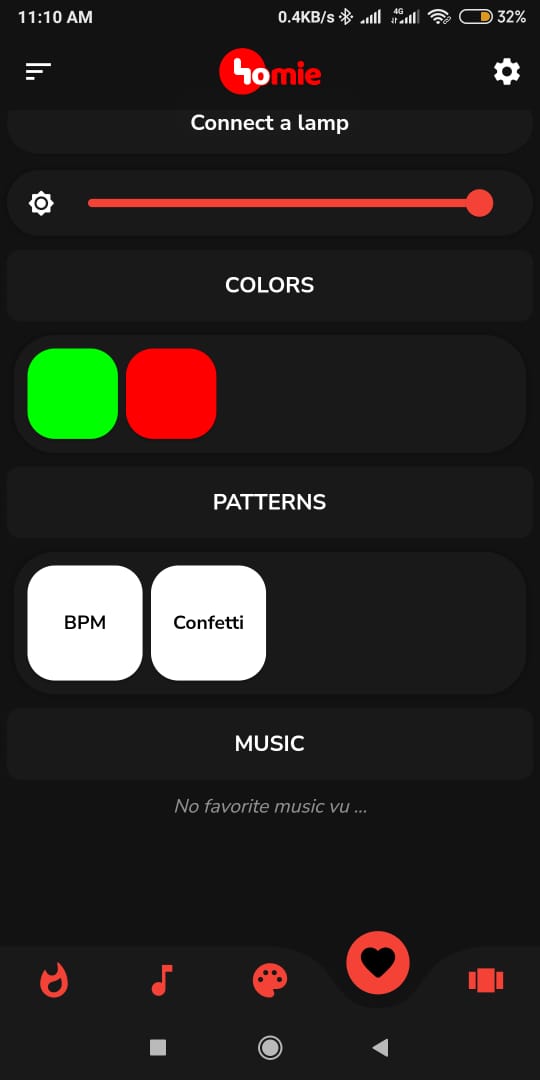 11:10 AM 0.4KB/s 4G 32%
homie
Connect a lamp
COLORS
PATTERNS
BPM Confetti
MUSIC
No favorite music vu ...